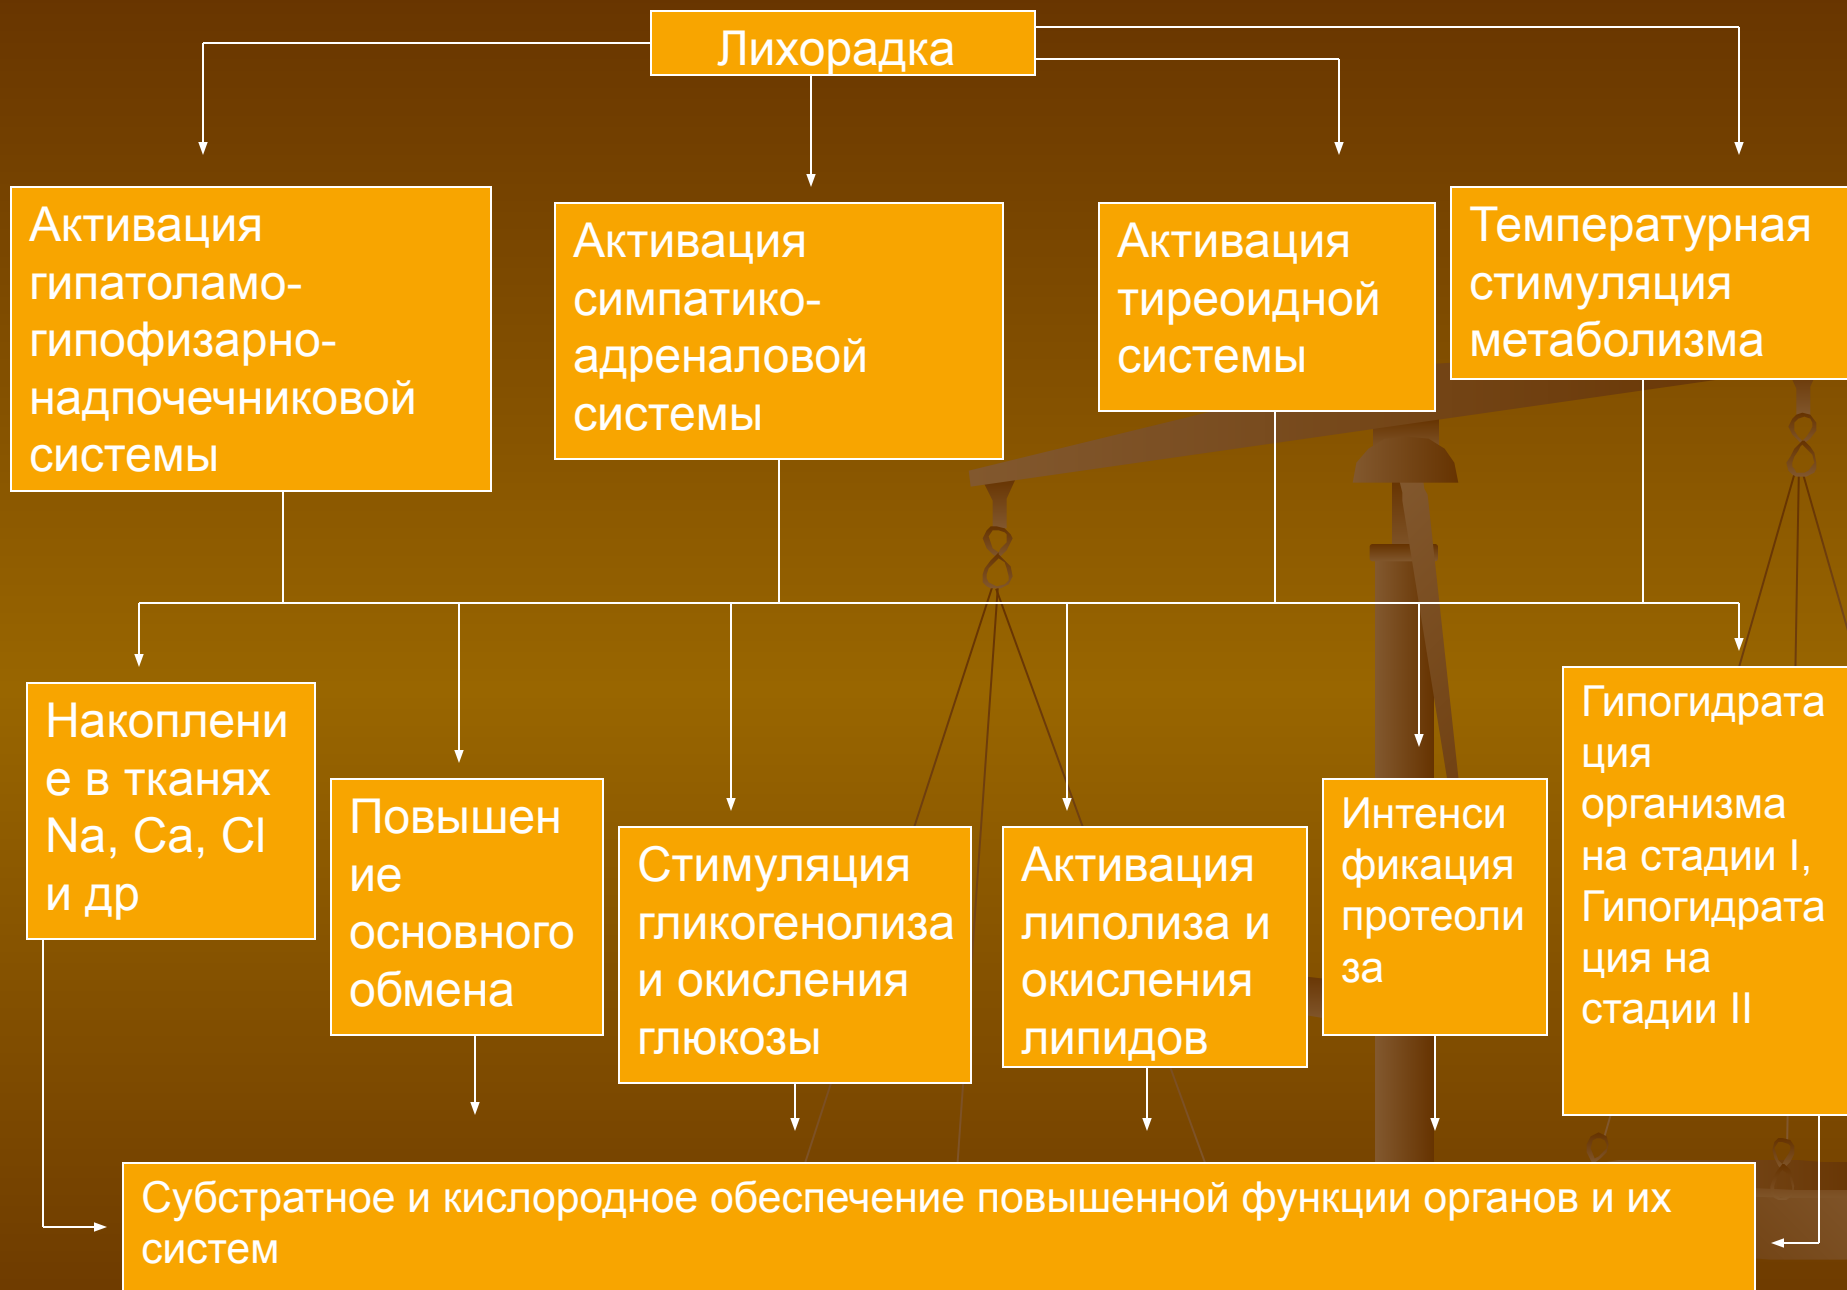 Лихорадка
Активация
гипатоламо-
гипофизарно-
надпочечниковой
системы
Активация
симпатико-
адреналовой
системы
Активация
тиреоидной
системы
Температурная
стимуляция
метаболизма
Накоплени
е в тканях
Na, Ca, Cl
и др
Повышен
ие
основного
обмена
Стимуляция
гликогенолиза
и окисления
глюкозы
Активация
липолиза и
окисления
липидов
Интенси
фикация
протеоли
за
Гипогидрата
ция
организма
на стадии I,
Гипогидрата
ция на
стадии II
Субстратное и кислородное обеспечение повышенной функции органов и их
систем